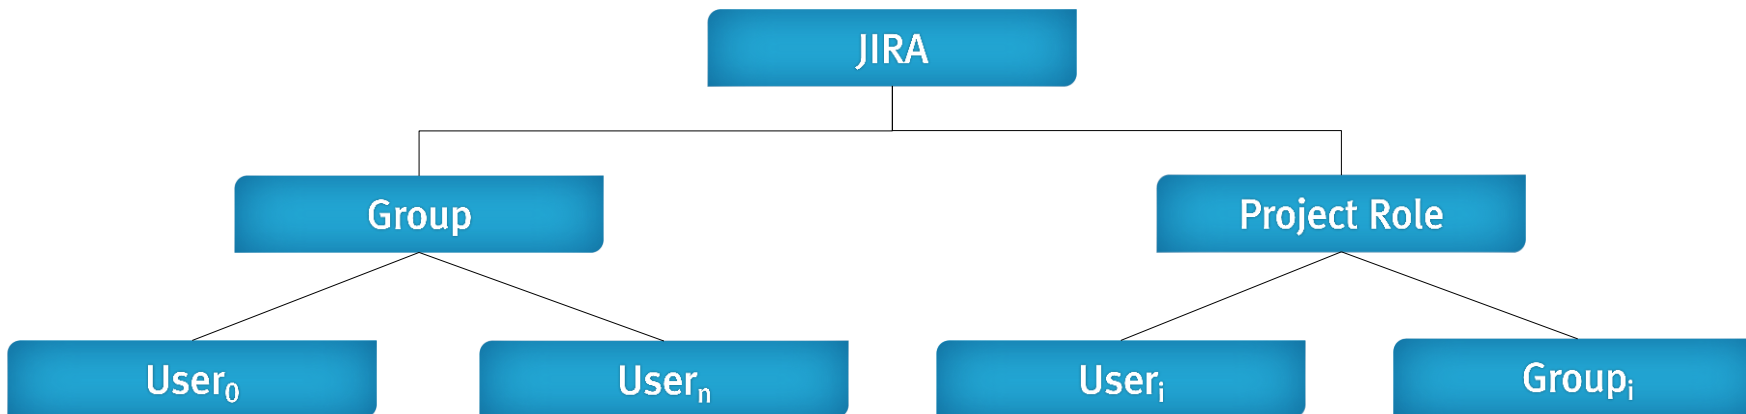 JIRA
Group
Project Role
User₀
Userₙ
Userᵢ
Groupᵢ